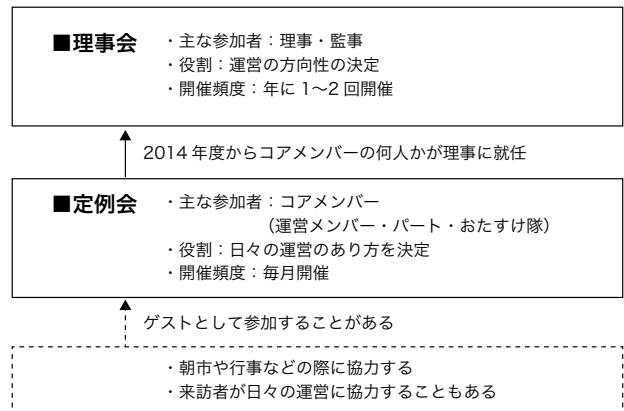 ■理事会 ・主な参加者：理事・監事
・役割：運営の方向性の決定
・開催頻度：年に1〜2回開催
2014年度からコアメンバーの何人かが理事に就任
■定例会 ・主な参加者：コアメンバー
（運営メンバー・パート・おたすけ隊）
・役割：日々の運営のあり方を決定
・開催頻度：毎月開催
ゲストとして参加することがある
・朝市や行事などの際に協力する
・来訪者が日々の運営に協力することもある